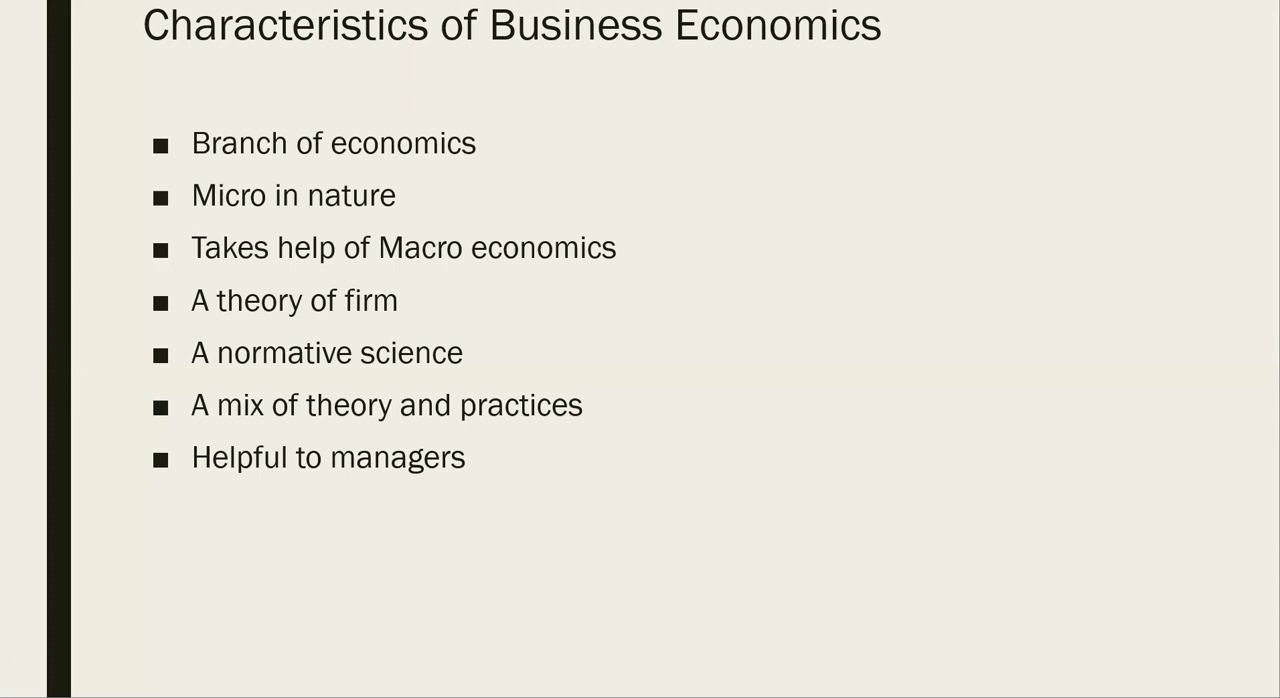 Characteristics of Business Economics
■ Branch of economics
■ Micro in nature
■ Takes help of Macro economics
■ A theory of firm
■ A normative science
■ A mix of theory and practices
■ Helpful to managers